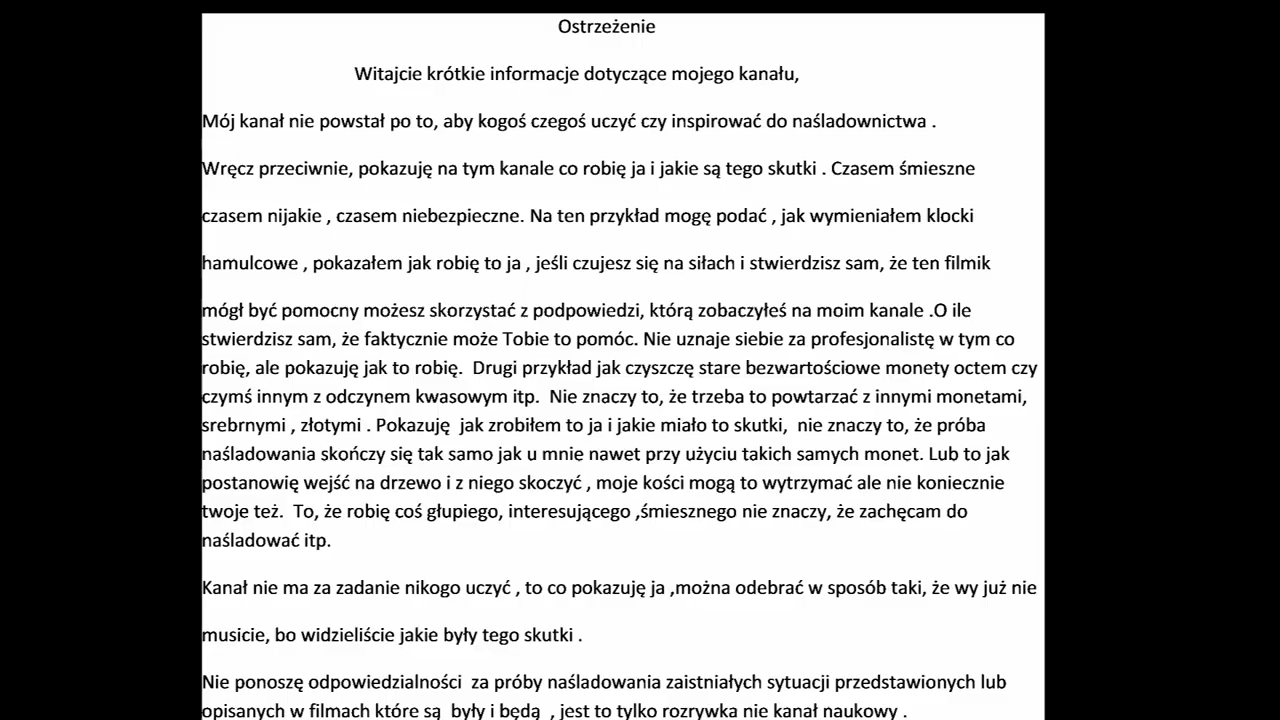 Ostrzeżenie
Witajcie krótkie informacje dotyczące mojego kanału,
Mój kanał nie powstał po to, aby kogoś czegoś uczyć czy inspirować do naśladownictwa .
Wręcz przeciwnie, pokazuję na tym kanale co robię ja i jakie są tego skutki . Czasem śmieszne
czasem nijakie , czasem niebezpieczne. Na ten przykład mogę podać , jak wymieniałem klocki
hamulcowe , pokazałem jak robię to ja , jeśli czujesz się na siłach i stwierdzisz sam, że ten filmik
mógł być pomocny możesz skorzystać z podpowiedzi, którą zobaczyłeś na moim kanale .O ile
stwierdzisz sam, że faktycznie może Tobie to pomóc. Nie uznaje siebie za profesjonalistę w tym co
robię, ale pokazuję jak to robię.  Drugi przykład jak czyszczę stare bezwartościowe monety octem czy
czymś innym z odczynem kwasowym itp.  Nie znaczy to, że trzeba to powtarzać z innymi monetami,
srebrnymi , złotymi . Pokazuję  jak zrobiłem to ja i jakie miało to skutki,  nie znaczy to, że próba
naśladowania skończy się tak samo jak u mnie nawet przy użyciu takich samych monet. Lub to jak
postanowię wejść na drzewo i z niego skoczyć , moje kości mogą to wytrzymać ale nie koniecznie
twoje też.  To, że robię coś głupiego, interesującego ,śmiesznego nie znaczy, że zachęcam do
naśladować itp.
Kanał nie ma za zadanie nikogo uczyć , to co pokazuję ja ,można odebrać w sposób taki, że wy już nie
musicie, bo widzieliście jakie były tego skutki .
Nie ponoszę odpowiedzialności  za próby naśladowania zaistniałych sytuacji przedstawionych lub
opisanych w filmach które są  były i będą  , jest to tylko rozrywka nie kanał naukowy .